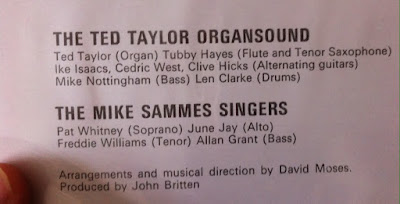 THE TED TAYLOR ORGANSOUND
Ted Taylor (Organ) Tubby Hayes (Flute and Tenor Saxophone)
Ike Isaacs, Cedric West, Clive Hicks (Alternating guitars)
Mike Nottingham (Bass) Len Clarke (Drums)
THE MIKE SAMMES SINGERS
Pat Whitney (Soprano) June Jay (Alto)
Freddie Williams (Tenor) Allan Grant (Bass)
Arrangements and musical direction by David Moses.
Produced by John Britten